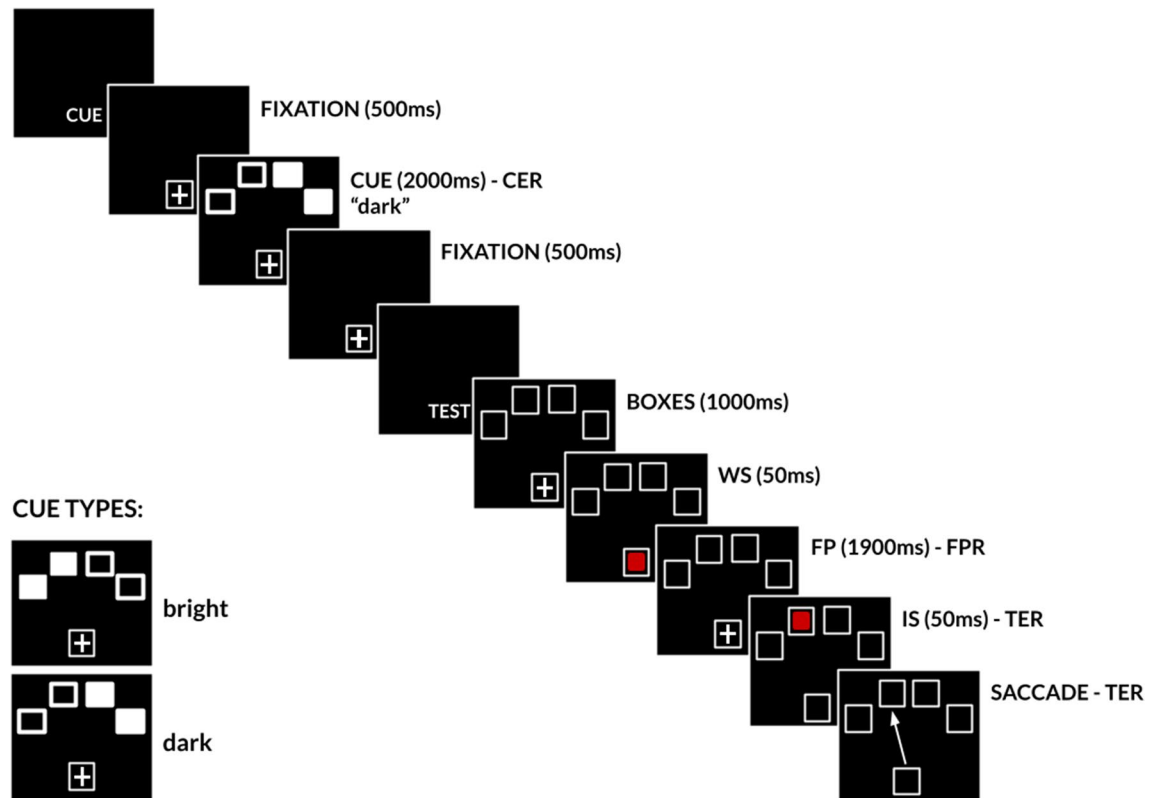 CUE
FIXATION (500ms)
CUE (2000ms) - CER
“dark”
FIXATION (500ms)
TEST
BOXES (1000ms)
WS (50ms)
FP (1900ms) - FPR
IS (50ms) - TER
SACCADE - TER
CUE TYPES:
bright
dark